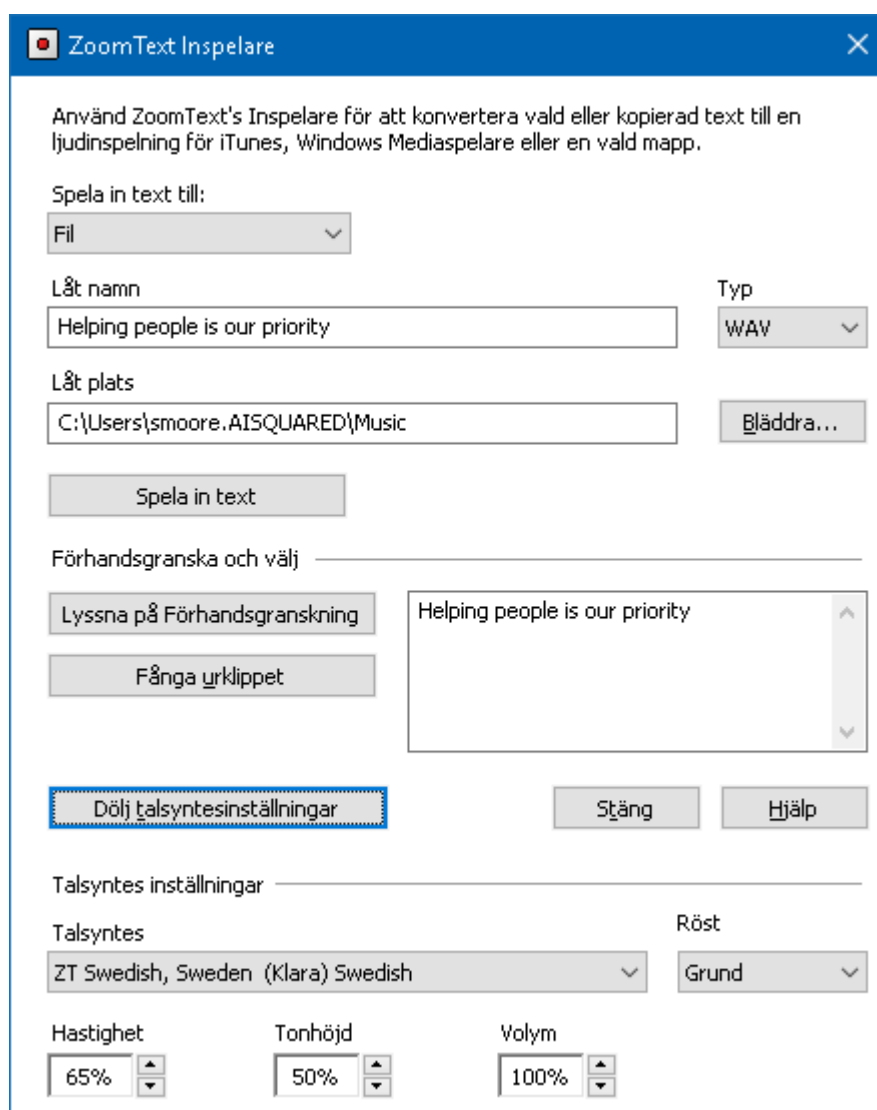 ZoomText Inspelare
Använd ZoomText's Inspelare för att konvertera vald eller kopierad text till en
ljudinspelning för iTunes, Windows Mediaspelare eller en vald mapp.
Spela in text till:
Fil
Låt namn
Typ
Helping people is our priority
WAV
Låt plats
C:\Users\smoore.AISQUARED\Music
Bläddra...
Spela in text
Förhandsgranska och välj
Lyssna på Förhandsgranskning
Helping people is our priority
Fånga urklippet
Dölj talsyntesinställningar
Stäng
Hjälp
Talsyntes inställningar
Talsyntes
Röst
ZT Swedish, Sweden  (Klara) Swedish
Grund
Hastighet
Tonhöjd
Volym
65%
50%
100%